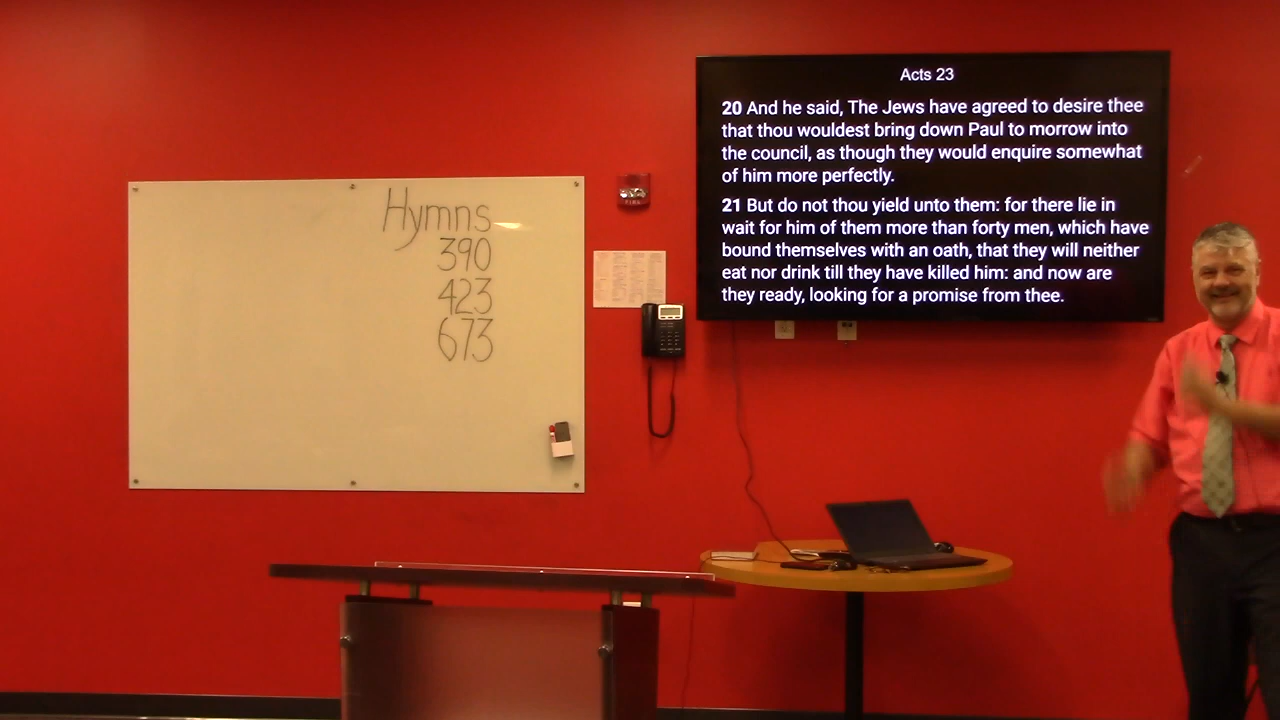 Hymns
390
423
673
FIRE
Acts 23
20 And he said, The Jews have agreed to desire thee
that thou wouldest bring down Paul to morrow into
the council, as though they would enquire somewhat
of him more perfectly.
21 But do not thou yield unto them: for there lie in
wait for him of them more than forty men, which have
bound themselves with an oath, that they will neither
eat nor drink till they have killed him: and now are
they ready, looking for a promise from thee.